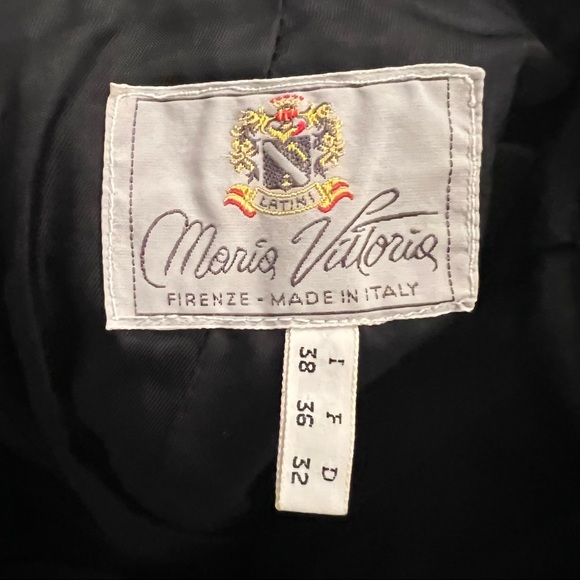 LATINI
Maria Vittoria
FIRENZE - MADE IN ITALY
I F D
38 36 32